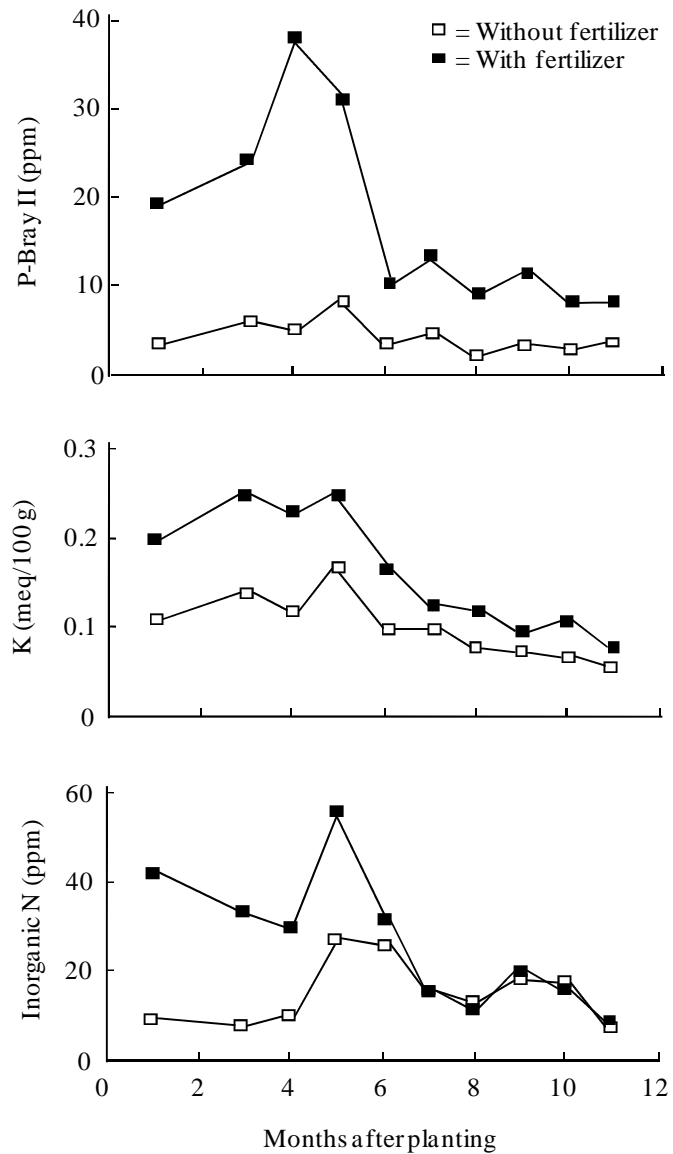 = Without fertilizer
= With fertilizer
P-Bray II (ppm)
40
30
20
10
0
K (meq/100 g)
0.3
0.2
0.1
0
Inorganic N (ppm)
60
40
20
0
0 2 4 6 8 10 12
Months after planting